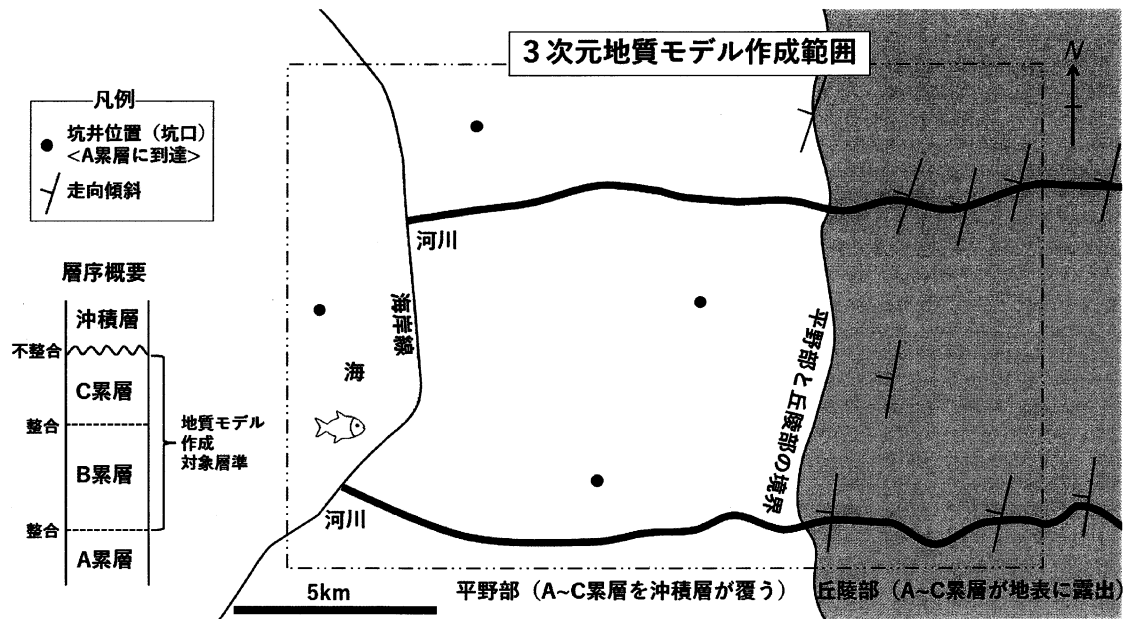 3次元地質モデル作成範囲
N
凡例
坑井位置（坑口）
<A累層に到達>
走向傾斜
河川
層序概要
沖積層
不整合
C累層
整合
B累層
整合
A累層
地質モデル
作成
対象層準
海岸線
海
平野部と丘陵部の境界
河川
5km
平野部（A~C累層を沖積層が覆う）
丘陵部（A~C累層が地表に露出）